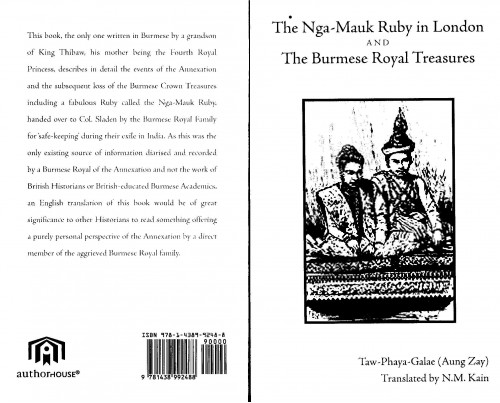 This book, the only one written in Burmese by a grandson
of King Thibaw, his mother being the Fourth Royal
Princess, describes in detail the events of the Annexation
and the subsequent loss of the Burmese Crown Treasures
including a fabulous Ruby called the Nga-Mauk Ruby,
handed over to Col. Sladen by the Burmese Royal Family
for 'safe-keeping' during their exile in India. As this was the
only existing source of information diarised and recorded
by a Burmese Royal of the Annexation and not the work of
British Historians or British-educated Burmese Academics,
an English translation of this book would be of great
significance to other Historians to read something offering
a purely personal perspective of the Annexation by a direct
member of the aggrieved Burmese Royal family.
authorHOUSE®
ISBN 978-1-4389-9248-8
90000
9 781438 992488
The Nga-Mauk Ruby in London
AND
The Burmese Royal Treasures
Taw-Phaya-Galae (Aung Zay)
Translated by N.M. Kain